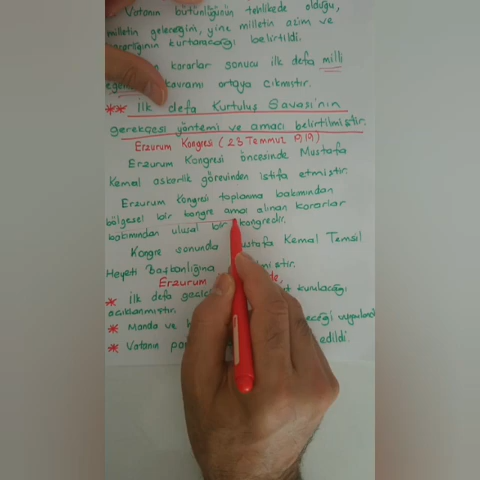 Vatanın bütünlüğünün tehlikede olduğu,
milletin geleceğini, yine milletin azim ve
kurtaracağı belirtildi.
kararlar sonucu ilk defa milli
kavramı ortaya çıkmıştır.
** İlk defa Kurtuluş Savaşı'nın
gerekçesi yöntemi ve amacı belirtilmiştir.
Erzurum Kongresi (23 Temmuz 1919)
Erzurum Kongresi öncesinde Mustafa
Kemal askerlik görevinden istifa etmiştir.
Erzurum Kongresi toplanma bakımından
bölgesel bir kongre ama alınan kararlar
bakımından ulusal bir kongredir.
Kongre sonunda Mustafa Kemal Temsil
Heyeti Başkanlığına
Erzurum
* İlk defa kurulacağı
açıklanmıştır.
* Manda ve
* Vatanın edildi.